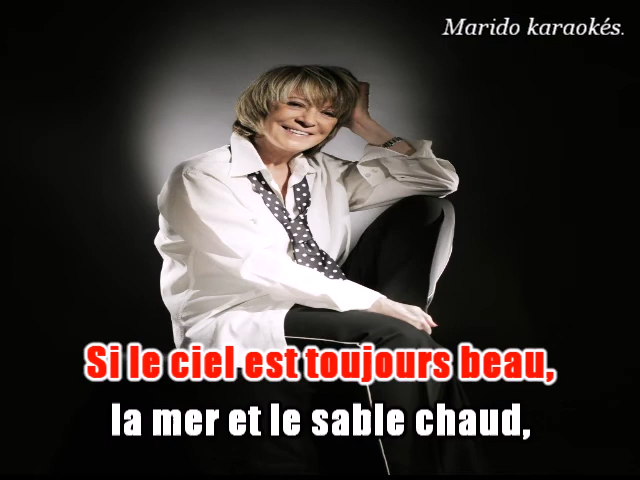 Marido karaokés.
Si le ciel est toujours beau,
la mer et le sable chaud,